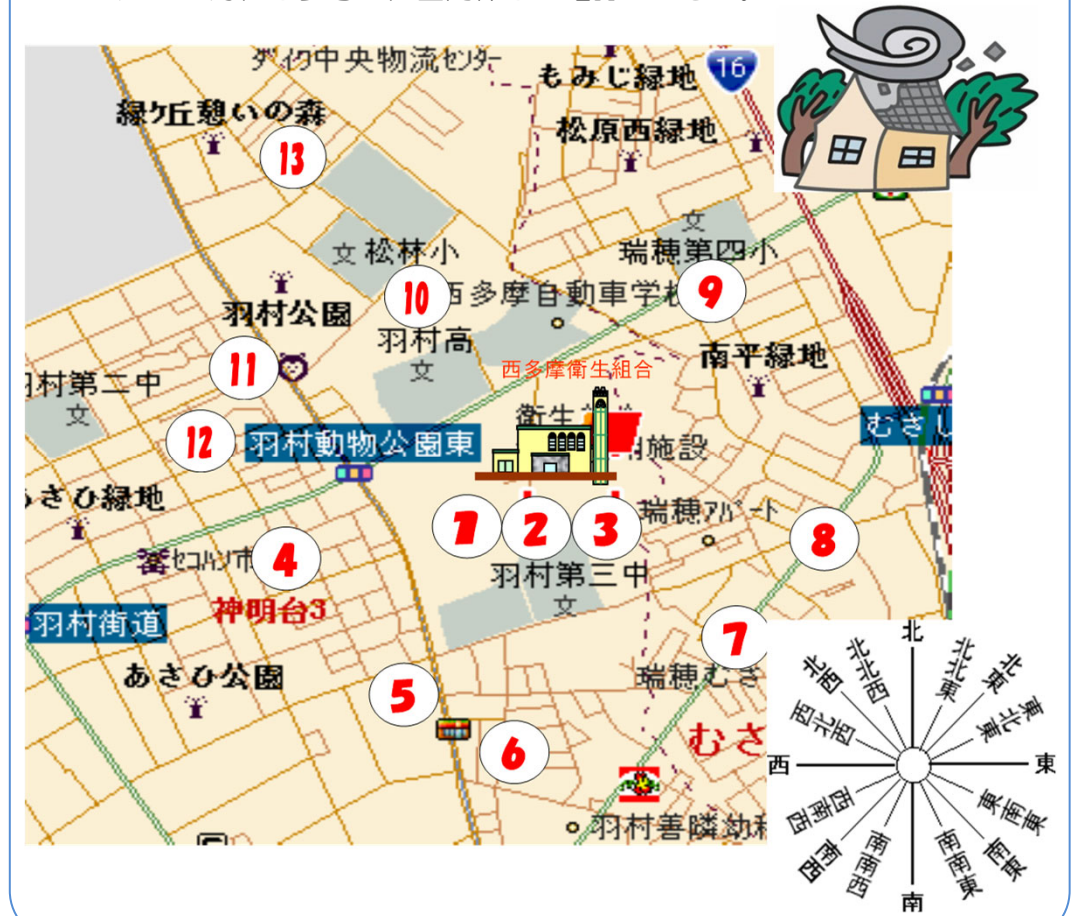 ダイワ中央物流センター
もみじ緑地
16
緑ケ丘憩いの森
松原西緑地
13
文
松林小
文
瑞穂第四小
10
西多摩自動車学校
9
羽村公園
羽村高
文
南平緑地
11
西多摩衛生組合
羽村第二中
文
衛生
施設
むさし
12
羽村動物公園東
あさひ緑地
1
2
3
瑞穂アパート
8
セコハン市
4
羽村第三中
文
神明台3
羽村街道
7
瑞穂むさ
あさひ公園
5
むさ
6
羽村善隣幼稚
北
北北西
北北東
北西
北東
西北西
東北東
西
東
西南西
東南東
南西
南東
南南西
南南東
南